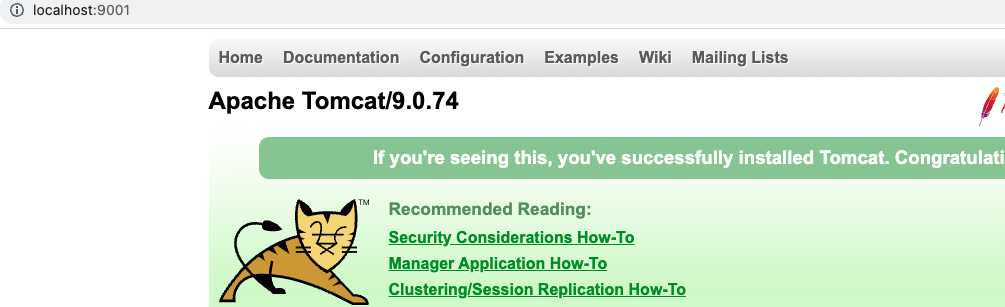 localhost:9001
Home Documentation Configuration Examples Wiki Mailing Lists
Apache Tomcat/9.0.74
If you're seeing this, you've successfully installed Tomcat. Congratulati
TM
Recommended Reading:
Security Considerations How-To
Manager Application How-To
Clustering/Session Replication How-To